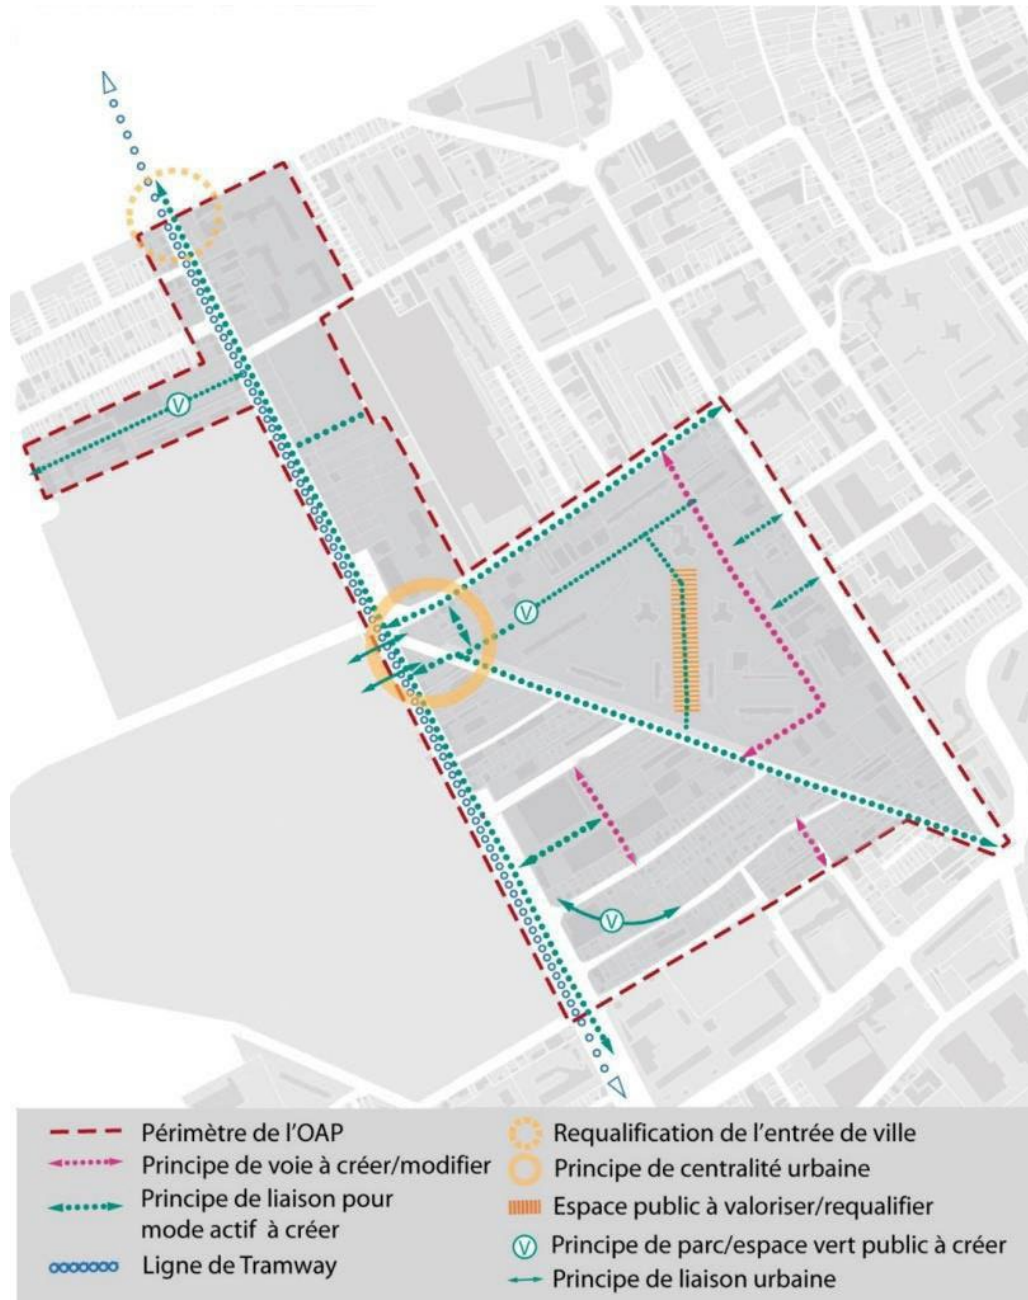 V
V
V
Périmètre de l'OAP
Principe de voie à créer/modifier
Principe de liaison pour
mode actif à créer
Ligne de Tramway
Requalification de l'entrée de ville
Principe de centralité urbaine
Espace public à valoriser/requalifier
V Principe de parc/espace vert public à créer
Principe de liaison urbaine